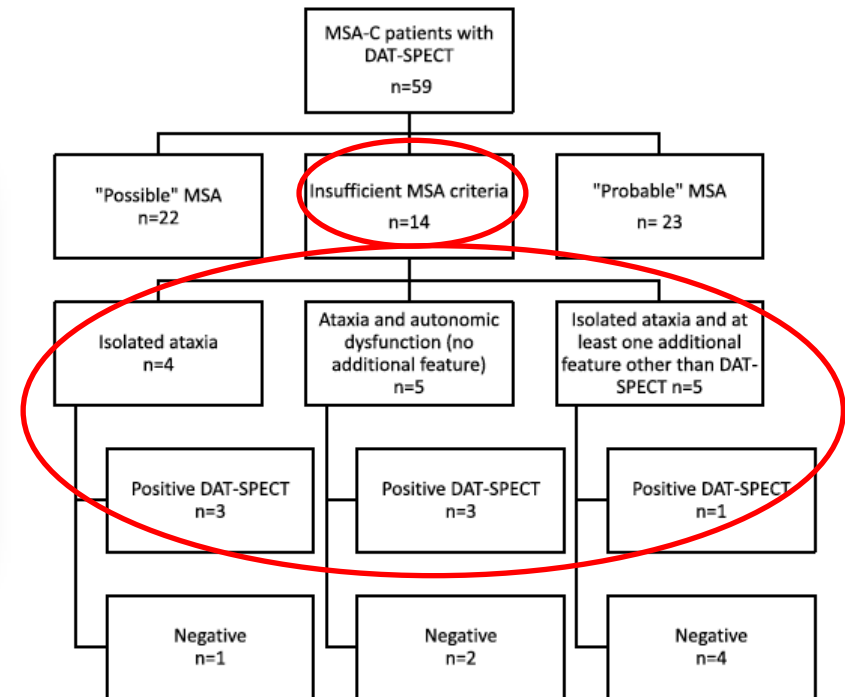 MSA-C patients with
DAT-SPECT
n=59
"Possible" MSA
n=22
Insufficient MSA criteria
n=14
"Probable" MSA
n= 23
Isolated ataxia
n=4
Ataxia and autonomic
dysfunction (no
additional feature)
n=5
Isolated ataxia and at
least one additional
feature other than DAT-
SPECT n=5
Positive DAT-SPECT
n=3
Positive DAT-SPECT
n=3
Positive DAT-SPECT
n=1
Negative
n=1
Negative
n=2
Negative
n=4